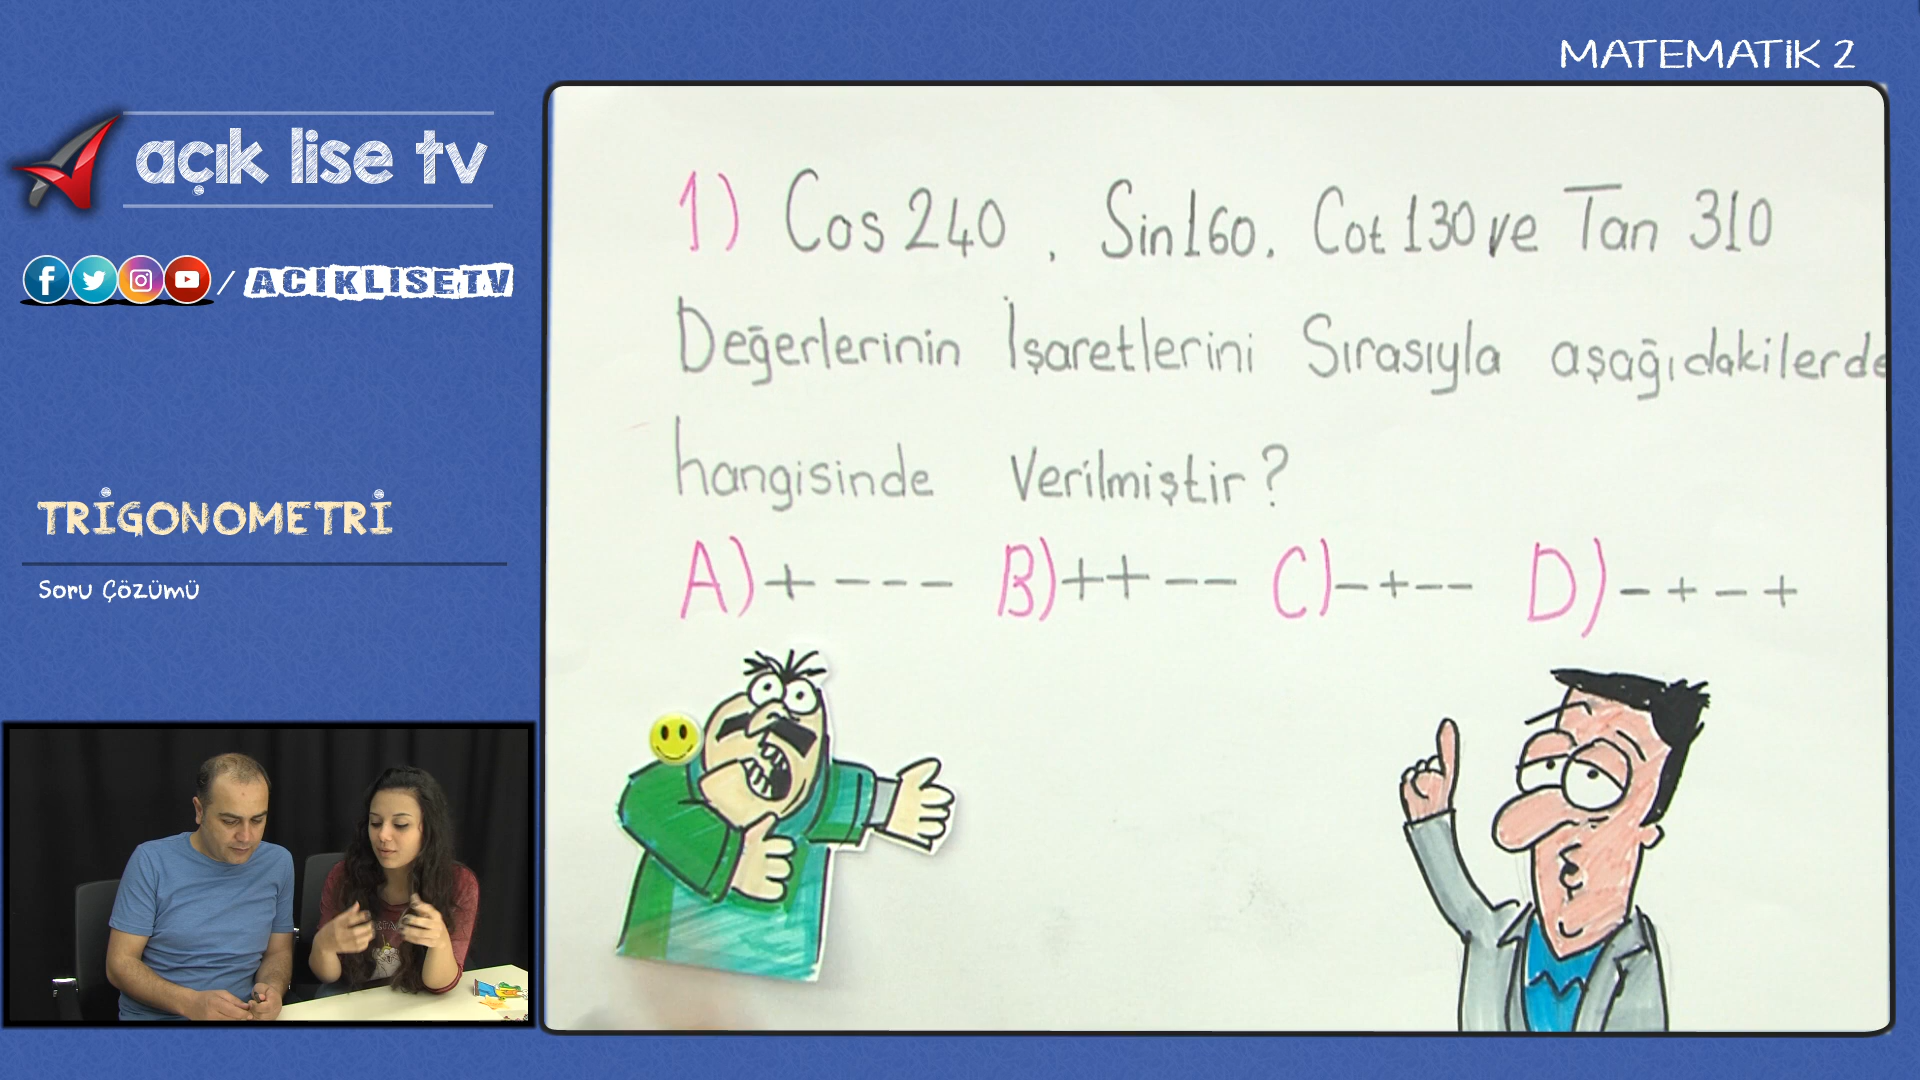 MATEMATİK 2
açık lise tv
/ ACIKLISETV
TRİGONOMETRİ
Soru Çözümü
1) Cos 240 , Sin 160, Cot 130 ve Tan 310
Değerlerinin İşaretlerini Sırasıyla aşağıdakilerde
hangisinde Verilmiştir?
A) + - - - B) + + - - C) - + - - D) - + - +